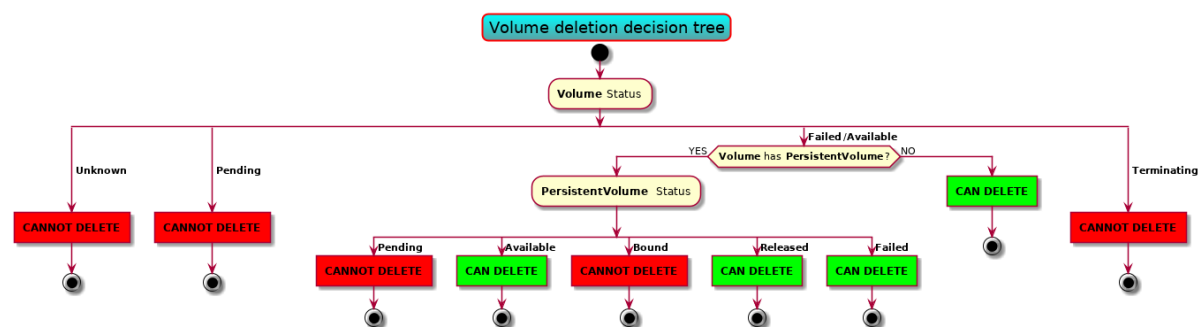 Volume deletion decision tree
Volume Status
Failed/Available
YES
Volume has PersistentVolume?
NO
Unknown
Pending
Terminating
PersistentVolume Status
CAN DELETE
CANNOT DELETE
CANNOT DELETE
CANNOT DELETE
Pending
Available
Bound
Released
Failed
CANNOT DELETE
CAN DELETE
CANNOT DELETE
CAN DELETE
CAN DELETE